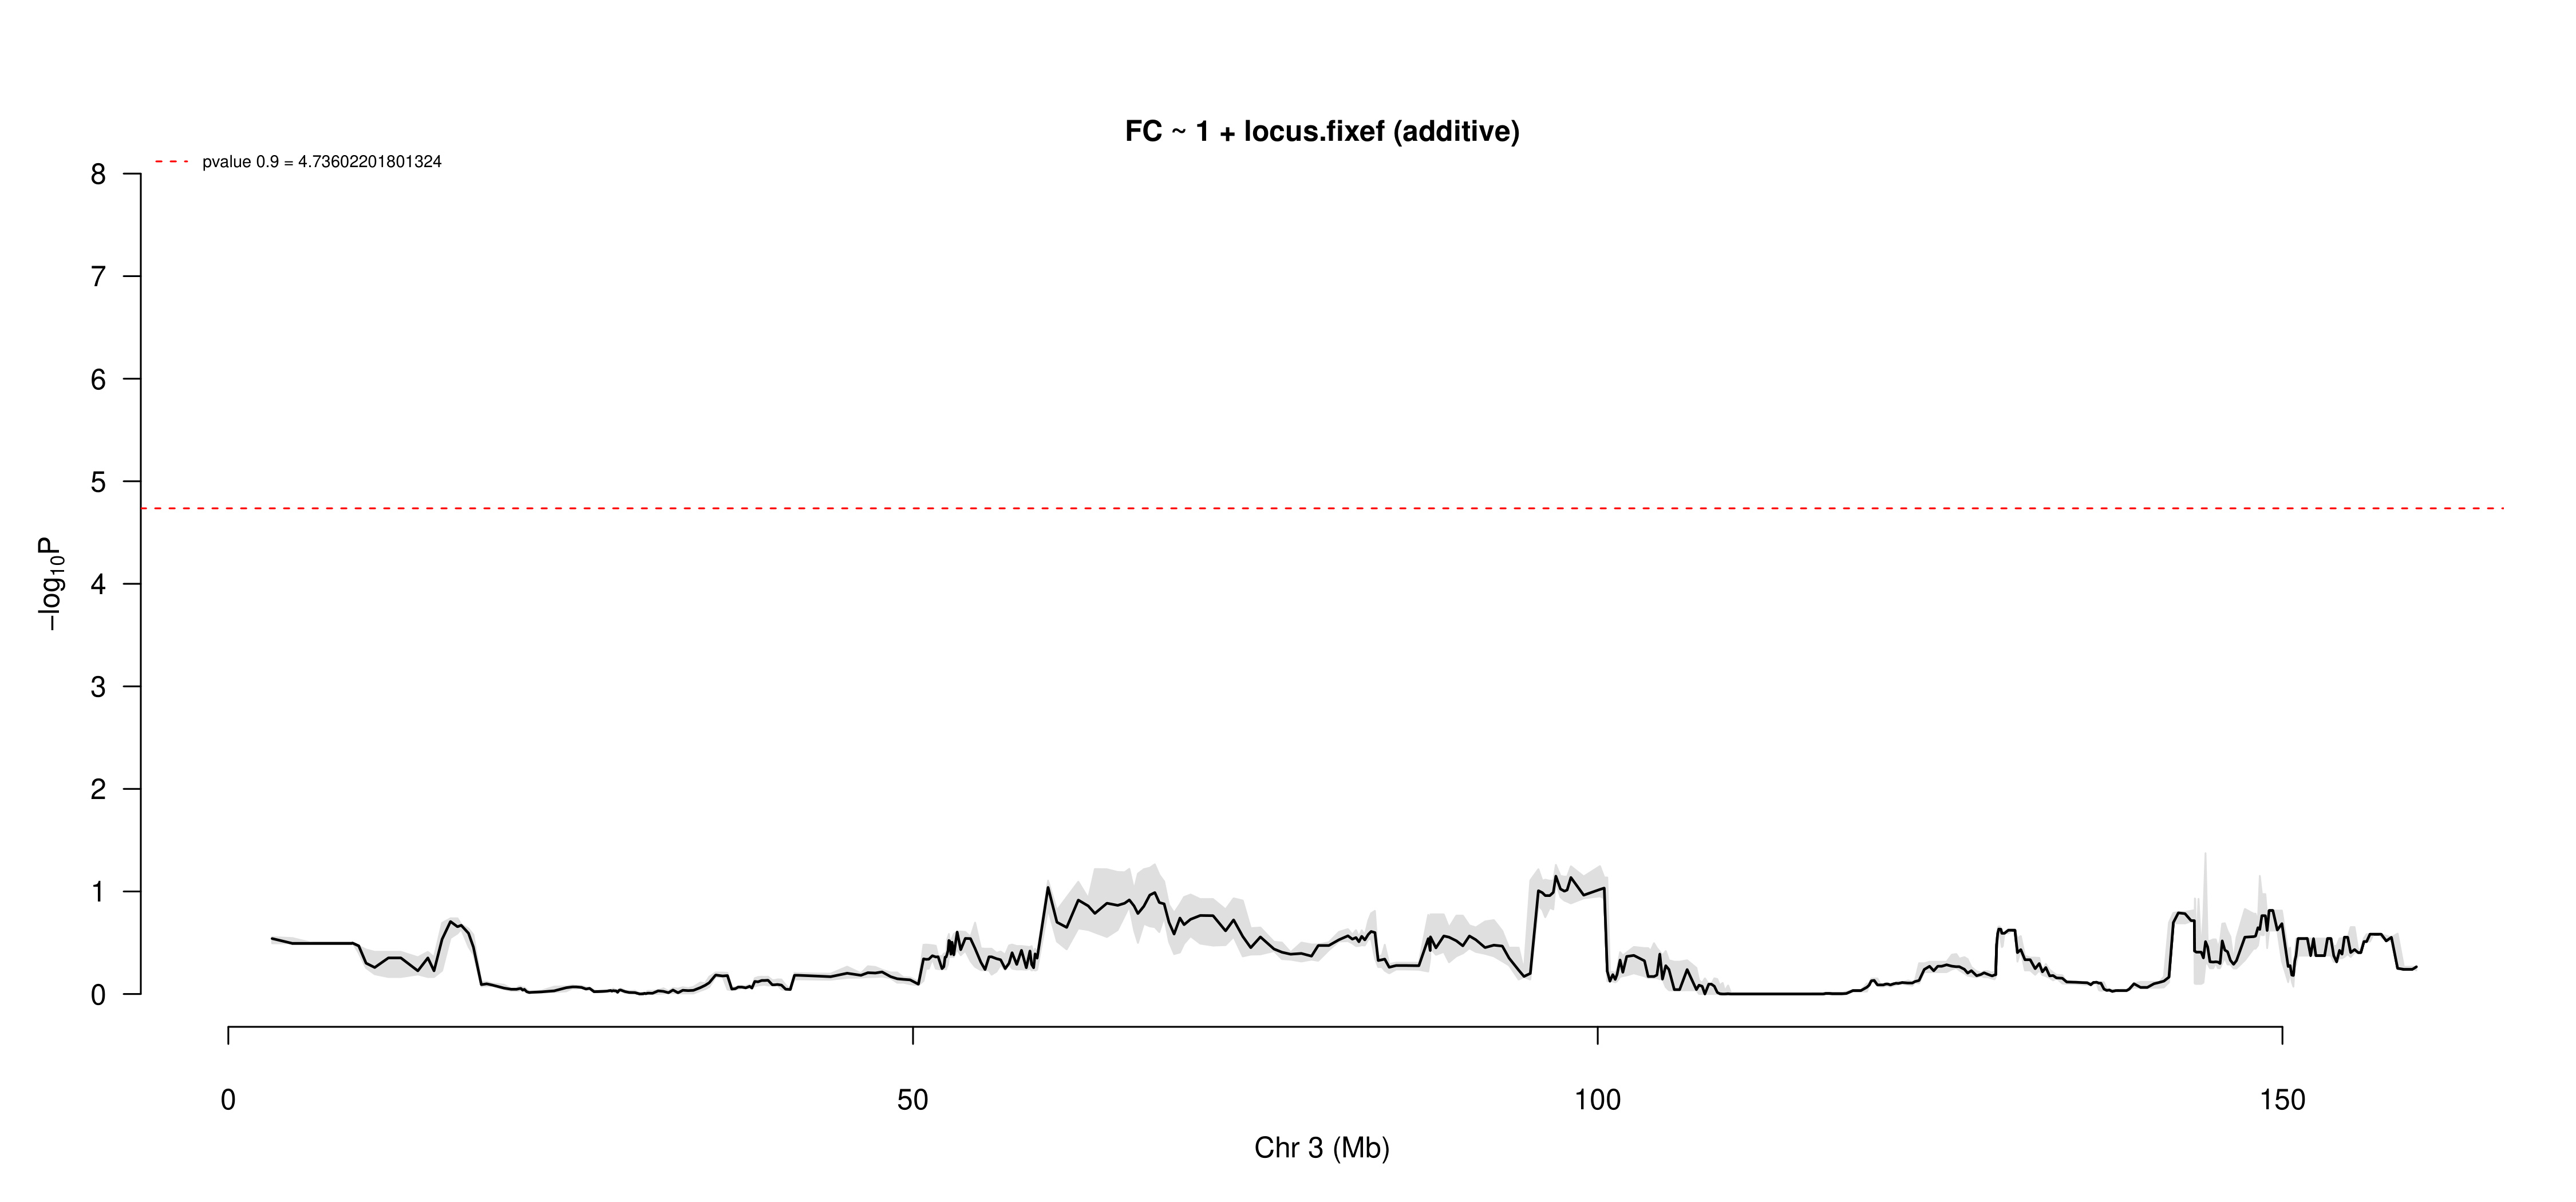 FC ~ 1 + locus.fixef (additive)
pvalue 0.9 = 4.73602201801324
8
7
6
5
4
3
2
1
0
−log10P
0 50 100 150
Chr 3 (Mb)